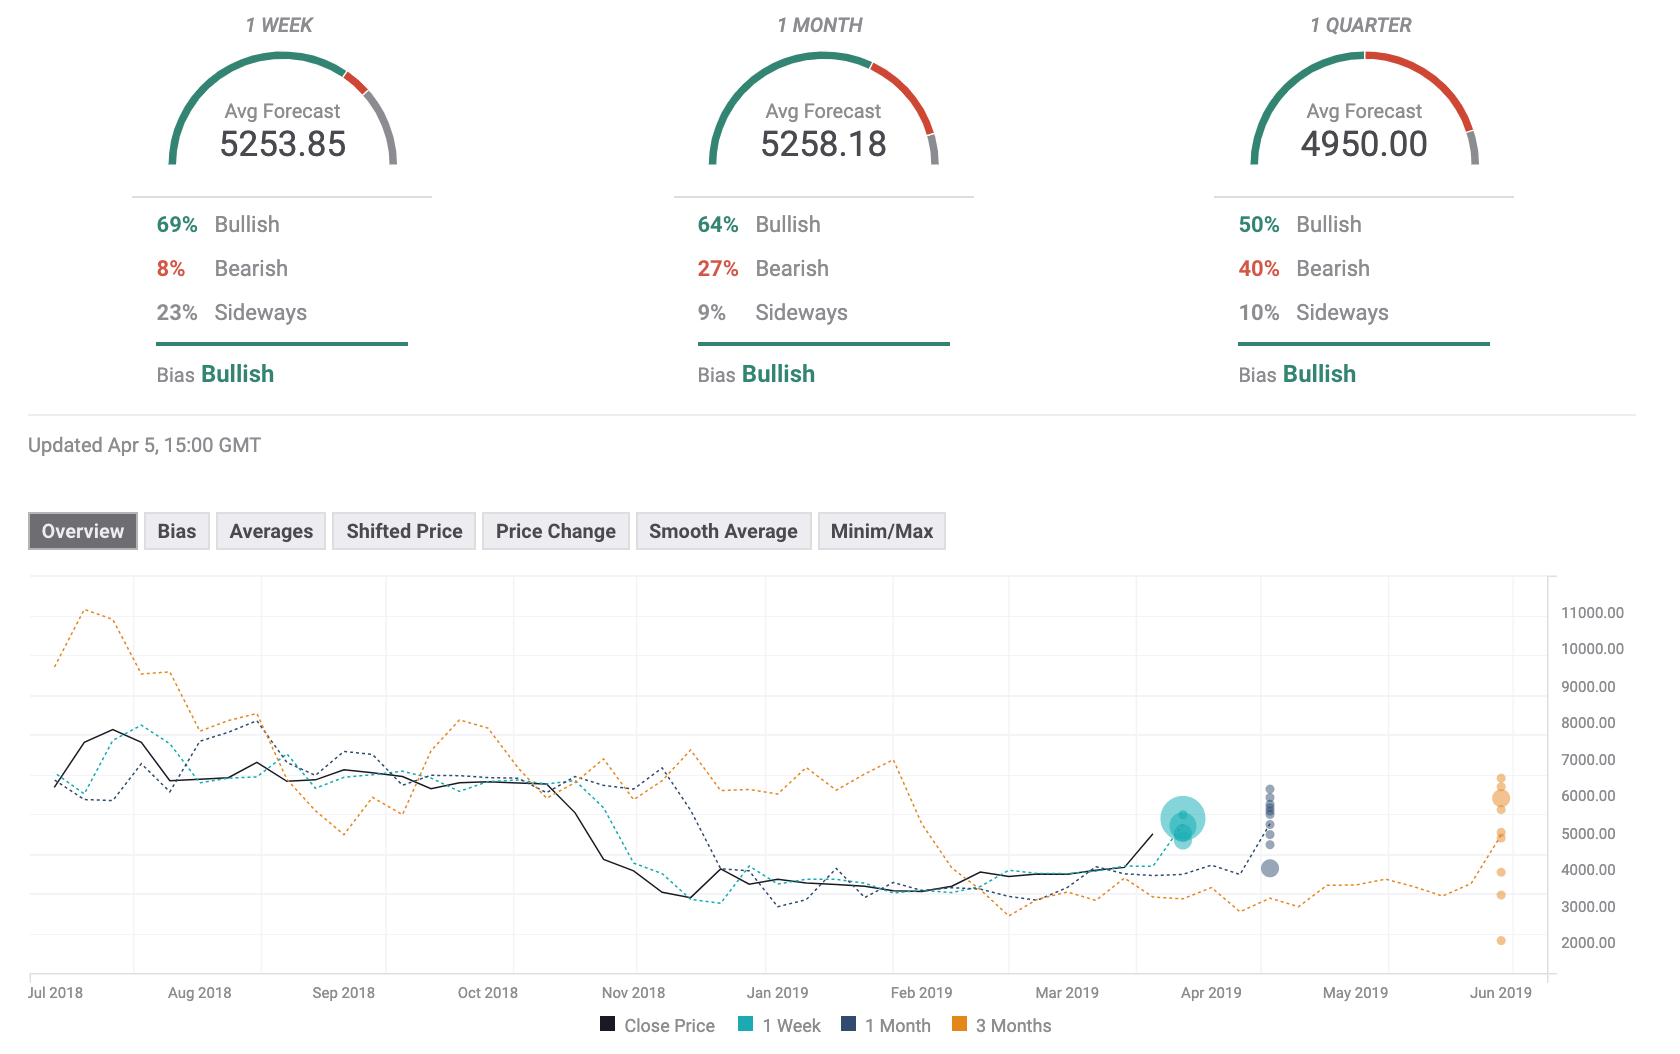 1 WEEK
Avg Forecast
5253.85
69% Bullish
8% Bearish
23% Sideways
Bias Bullish
1 MONTH
Avg Forecast
5258.18
64% Bullish
27% Bearish
9% Sideways
Bias Bullish
1 QUARTER
Avg Forecast
4950.00
50% Bullish
40% Bearish
10% Sideways
Bias Bullish
Updated Apr 5, 15:00 GMT
Overview Bias Averages Shifted Price Price Change Smooth Average Minim/Max
11000.00
10000.00
9000.00
8000.00
7000.00
6000.00
5000.00
4000.00
3000.00
2000.00
Jul 2018 Aug 2018 Sep 2018 Oct 2018 Nov 2018 Jan 2019 Feb 2019 Mar 2019 Apr 2019 May 2019 Jun 2019
Close Price 1 Week 1 Month 3 Months